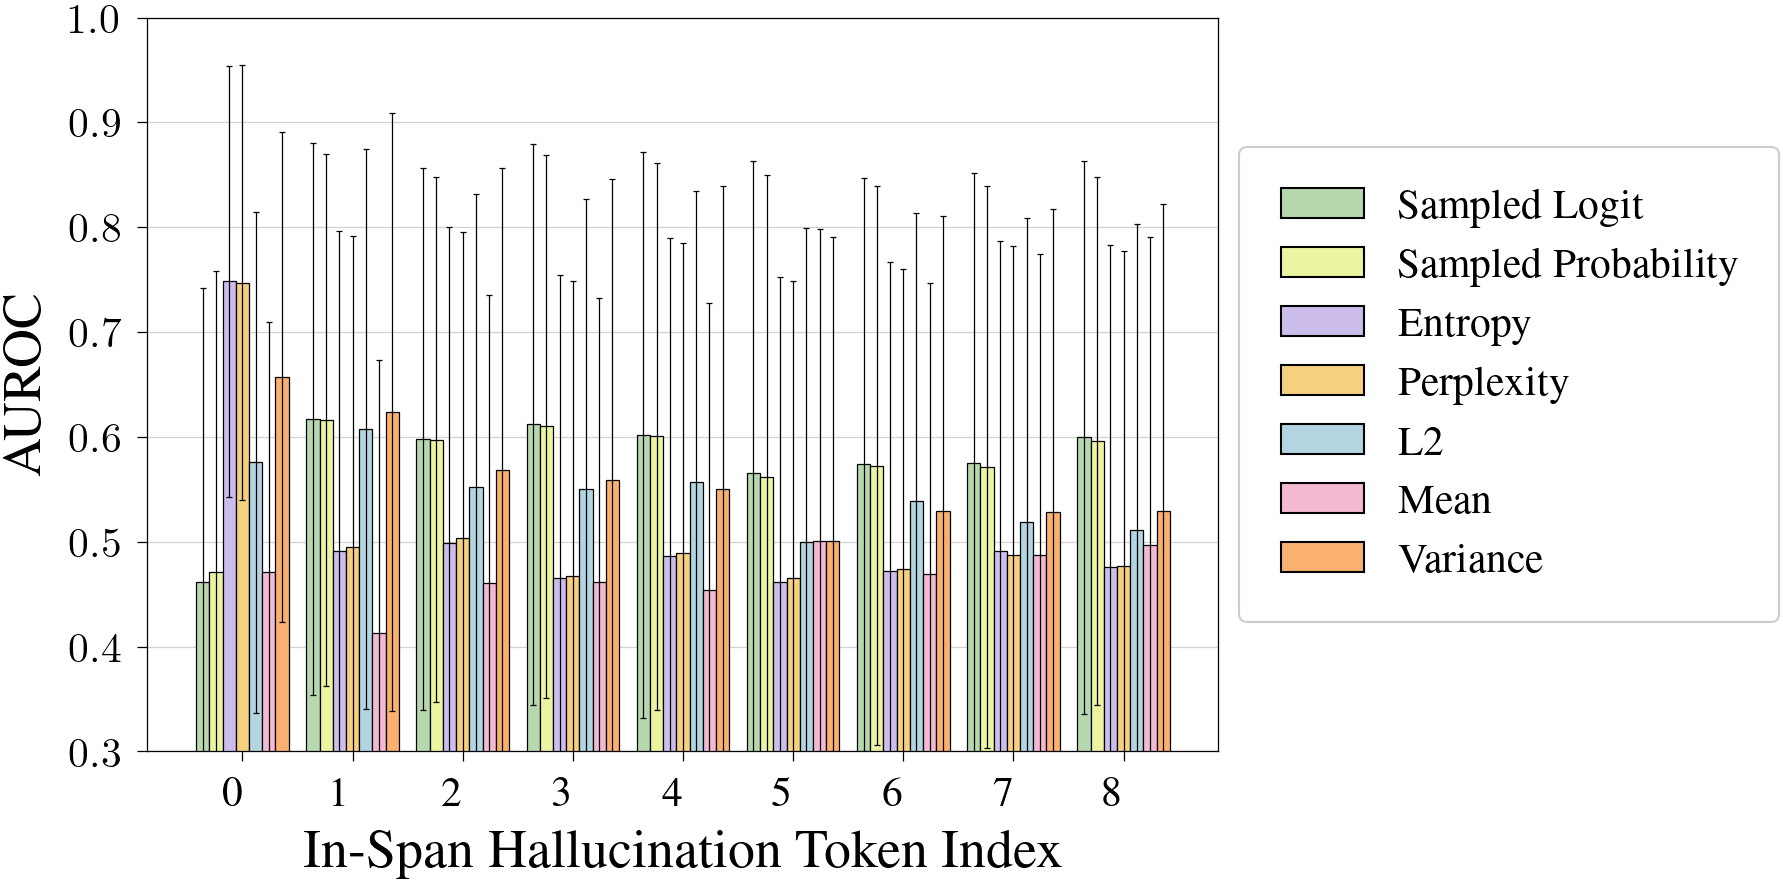 1.0
0.9
0.8
0.7
0.6
0.5
0.4
0.3
AUROC
0 1 2 3 4 5 6 7 8
In-Span Hallucination Token Index
Sampled Logit
Sampled Probability
Entropy
Perplexity
L2
Mean
Variance